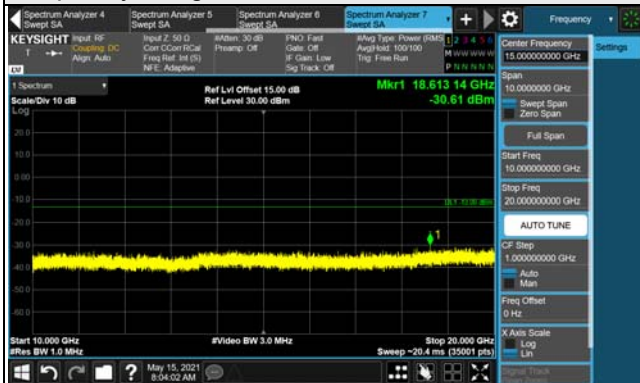 Spectrum Analyzer 4
Swept SA
Spectrum Analyzer 5
Swept SA
Spectrum Analyzer 6
Swept SA
Spectrum Analyzer 7
Swept SA
Frequency
KEYSIGHT
Input: RF
Coupling: DC
Align: Auto
Input Z: 50 Ω
Corr CCorr RCal
Freq Ref: Int (S)
NFE: Adaptive
#Atten: 30 dB
Preamp: Off
PNO: Fast
Gate: Off
IF Gain: Low
Sig Track: Off
#Avg Type: Power (RMS
Avg|Hold: 100/100
Trig: Free Run
1 2 3 4 5 6
M W W W W W
P N N N N N
1 Spectrum
Scale/Div 10 dB
Log
Ref Lvl Offset 15.00 dB
Ref Level 30.00 dBm
Mkr1 18.613 14 GHz
-30.61 dBm
20.0
10.0
0.00
-10.0
DL1 -13.00 dBm
-20.0
1
-30.0
-40.0
-50.0
-60.0
Start 10.000 GHz
#Res BW 1.0 MHz
#Video BW 3.0 MHz
Stop 20.000 GHz
Sweep ~20.4 ms (35001 pts)
May 15, 2021
8:04:02 AM
Center Frequency
15.000000000 GHz
Settings
Span
10.0000000 GHz
Swept Span
Zero Span
Full Span
Start Freq
10.000000000 GHz
Stop Freq
20.000000000 GHz
AUTO TUNE
CF Step
1.000000000 GHz
Auto
Man
Freq Offset
0 Hz
X Axis Scale
Log
Lin
Signal Track